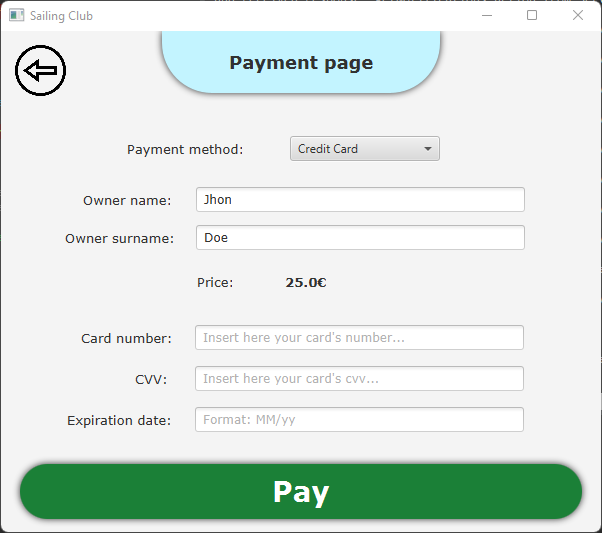 Sailing Club
Payment page
Payment method: Credit Card
Owner name: Jhon
Owner surname: Doe
Price: 25.0€
Card number: Insert here your card's number...
CVV: Insert here your card's cvv...
Expiration date: Format: MM/yy
Pay